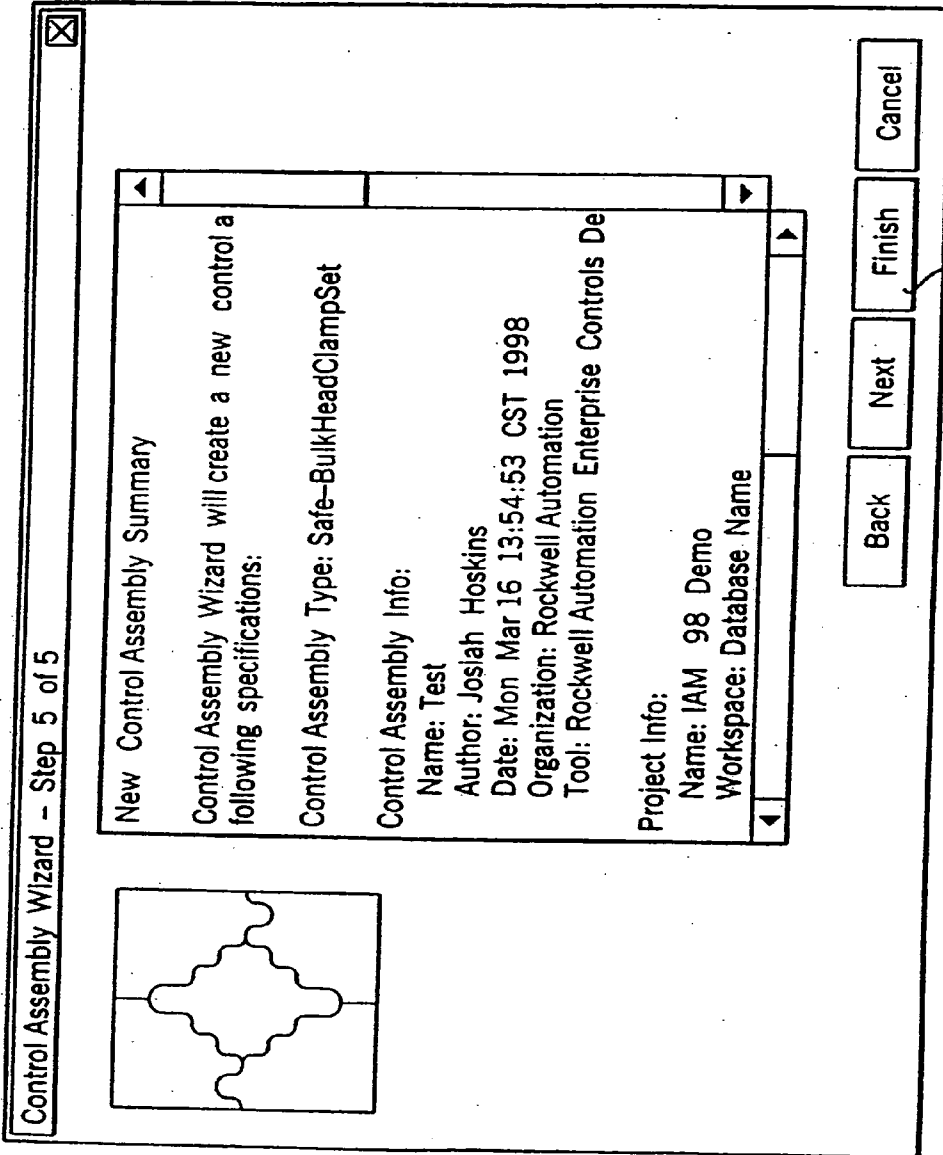 Control Assembly Wizard – Step 5 of 5
New Control Assembly Summary
Control Assembly Wizard will create a new control a
following specifications:
Control Assembly Type: Safe–BulkHeadClampSet
Control Assembly Info:
Name: Test
Author: Josiah Hoskins
Date: Mon Mar 16 13:54:53 CST 1998
Organization: Rockwell Automation
Tool: Rockwell Automation Enterprise Controls De
Project Info:
Name: IAM 98 Demo
Workspace: Database Name
Back Next Finish Cancel